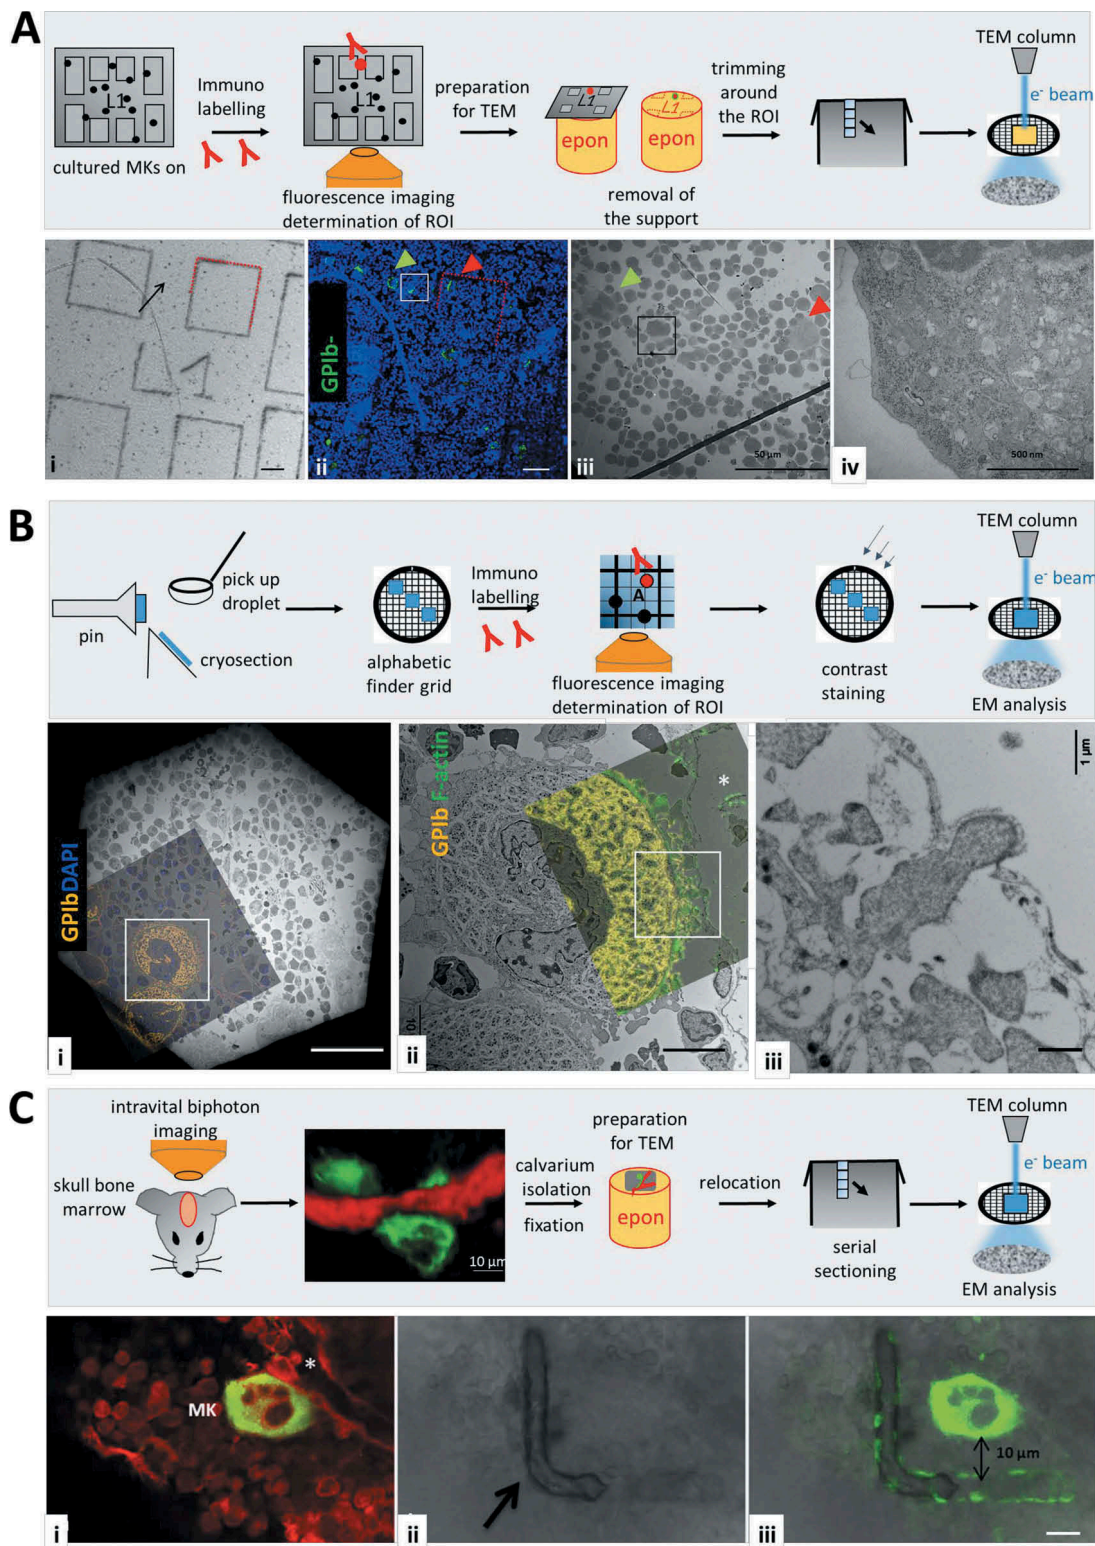 A
cultured MKs on
L1
Immuno
labelling
L1
fluorescence imaging
determination of ROI
preparation
for TEM
L1
epon
L1
epon
removal of
the support
trimming
around
the ROI
TEM column
e⁻ beam
i
GPIb-
ii
50 µm
iii
500 nm
iv
B
pin
pick up
droplet
cryosection
alphabetic
finder grid
Immuno
labelling
A
fluorescence imaging
determination of ROI
contrast
staining
TEM column
e⁻ beam
EM analysis
GPIbDAPI
i
GPIb F-actin
*
10
ii
1 µm
iii
C
intravital biphoton
imaging
skull bone
marrow
10 µm
calvarium
isolation
fixation
preparation
for TEM
epon
relocation
serial
sectioning
TEM column
e⁻ beam
EM analysis
*
MK
i
ii
10 µm
iii